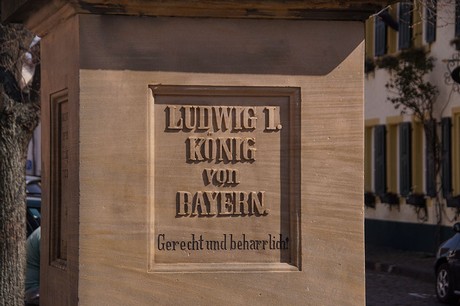 LUDWIG I.
KÖNIG
VON
BAYERN.
Gerecht und beharrlich!